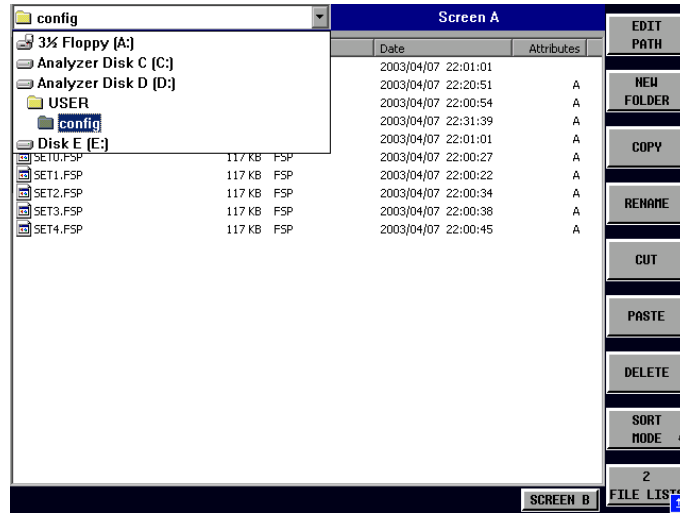 config
Screen A
3½ Floppy (A:)
Analyzer Disk C (C:)
Analyzer Disk D (D:)
USER
config
Disk E (E:)
Date Attributes
2003/04/07 22:01:01
2003/04/07 22:20:51 A
2003/04/07 22:00:54 A
2003/04/07 22:31:39 A
2003/04/07 22:01:01 A
SET0.FSP 117 KB FSP 2003/04/07 22:00:27 A
SET1.FSP 117 KB FSP 2003/04/07 22:00:22 A
SET2.FSP 117 KB FSP 2003/04/07 22:00:34 A
SET3.FSP 117 KB FSP 2003/04/07 22:00:38 A
SET4.FSP 117 KB FSP 2003/04/07 22:00:45 A
SCREEN B
EDIT
PATH
NEW
FOLDER
COPY
RENAME
CUT
PASTE
DELETE
SORT
MODE
2
FILE LISTS